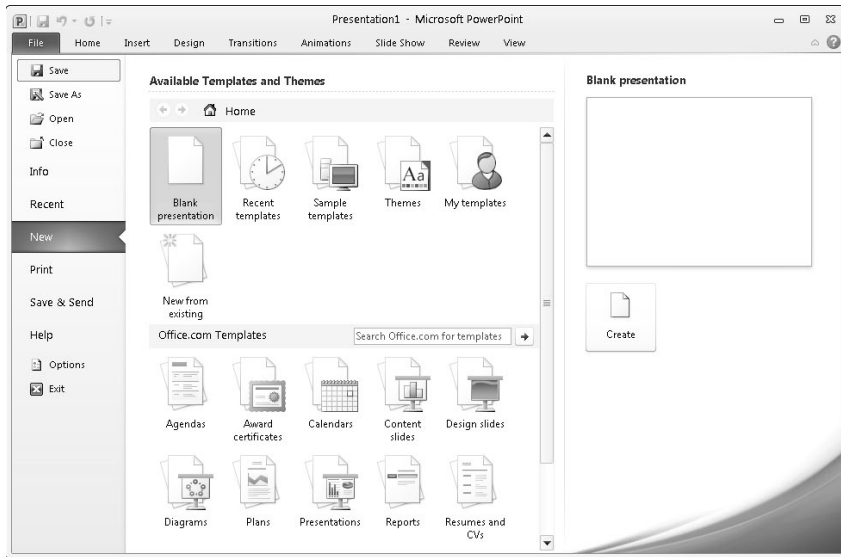 Presentation1 - Microsoft PowerPoint
File Home Insert Design Transitions Animations Slide Show Review View
Save
Save As
Open
Close
Info
Recent
New
Print
Save & Send
Help
Options
Exit
Available Templates and Themes
Home
Blank
presentation
Recent
templates
Sample
templates
Themes
My templates
New from
existing
Office.com Templates
Search Office.com for templates
Agendas
Award
certificates
Calendars
Content
slides
Design slides
Diagrams
Plans
Presentations
Reports
Resumes and
CVs
Blank presentation
Create